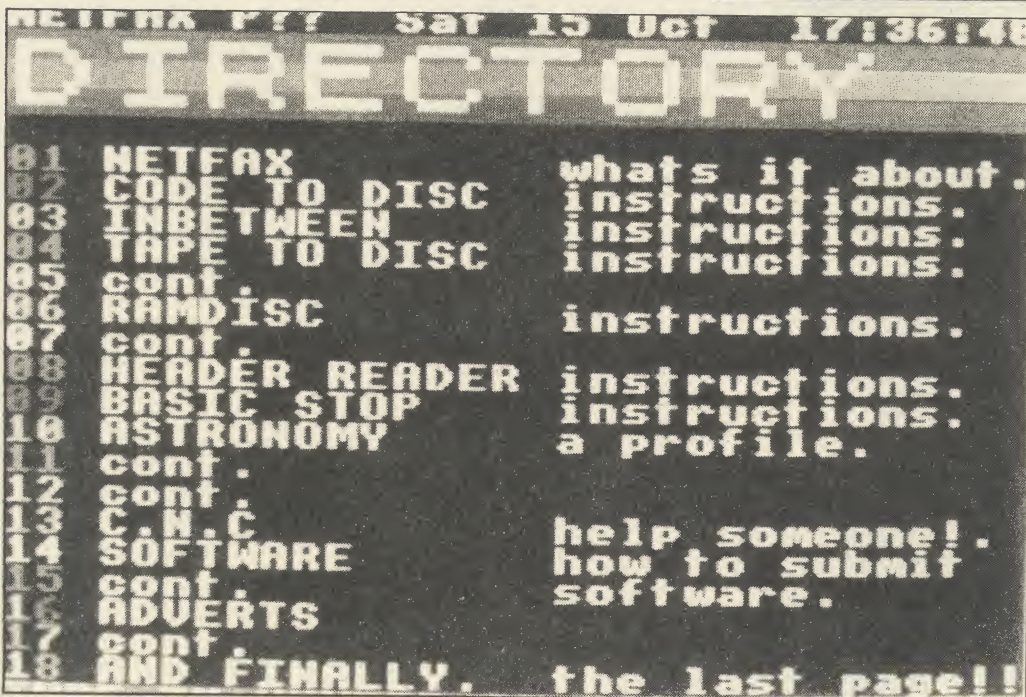 NETFAX P?? Sat 15 Oct 17:36:4
DIRECTORY
01 NETFAX whats it about.
02 CODE TO DISC instructions.
03 INBETWEEN instructions.
04 TAPE TO DISC instructions.
05 cont.
06 RAMDISC instructions.
07 cont.
08 HEADER READER instructions.
09 BASIC STOP instructions.
10 ASTRONOMY a profile.
11 cont.
12 cont.
13 C.N.C help someone!.
14 SOFTWARE how to submit
15 cont. software.
16 ADVERTS
17 cont.
18 AND FINALLY. the last page!!